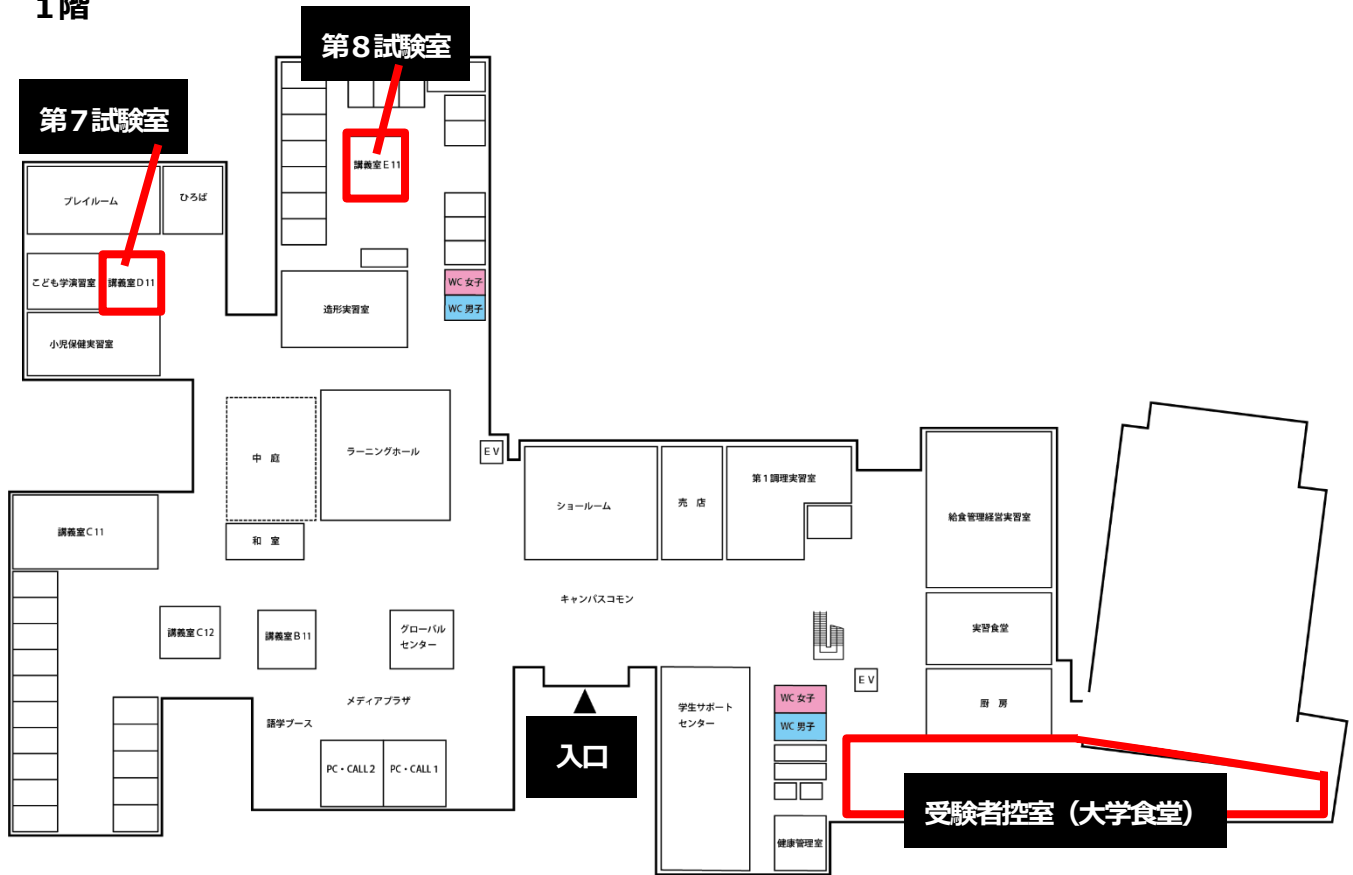 1階
第8試験室
第7試験室
講義室E11
プレイルーム
ひろば
こども学演習室
講義室D11
WC 女子
WC 男子
造形実習室
小児保健実習室
中 庭
ラーニングホール
EV
ショールーム
売 店
第1調理実習室
給食管理経営実習室
講義室C11
和 室
キャンパスコモン
講義室C12
講義室B11
グローバル
センター
実習食堂
EV
メディアプラザ
語学ブース
学生サポート
センター
WC 女子
WC 男子
厨 房
PC・CALL2
PC・CALL1
入口
受験者控室（大学食堂）
健康管理室